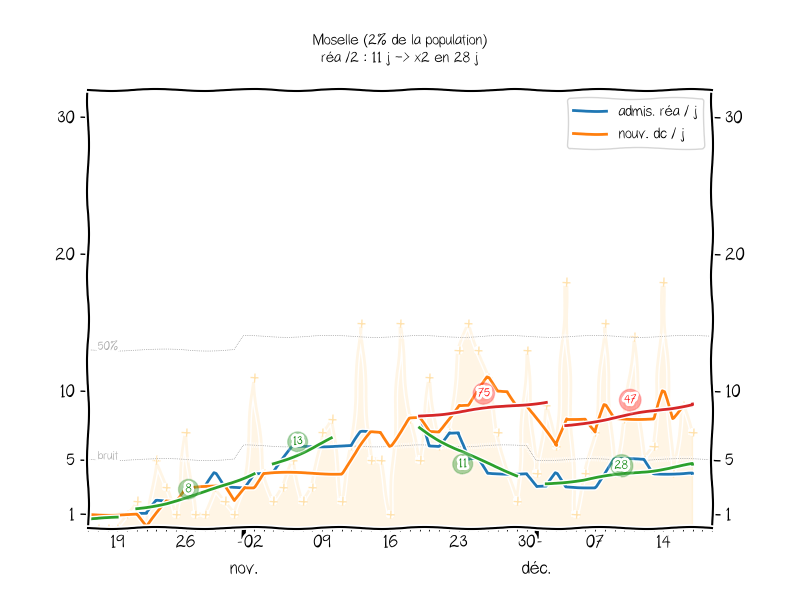 Moselle (2% de la population)
réa /2 : 11 j -> x2 en 28 j
admis. réa / j
nouv. dc / j
30 30
20 20
50%
10 10
75
47
13
bruit
5 5
11
28
8
1 1
19 26 02 09 16 23 30 07 14
nov. déc.